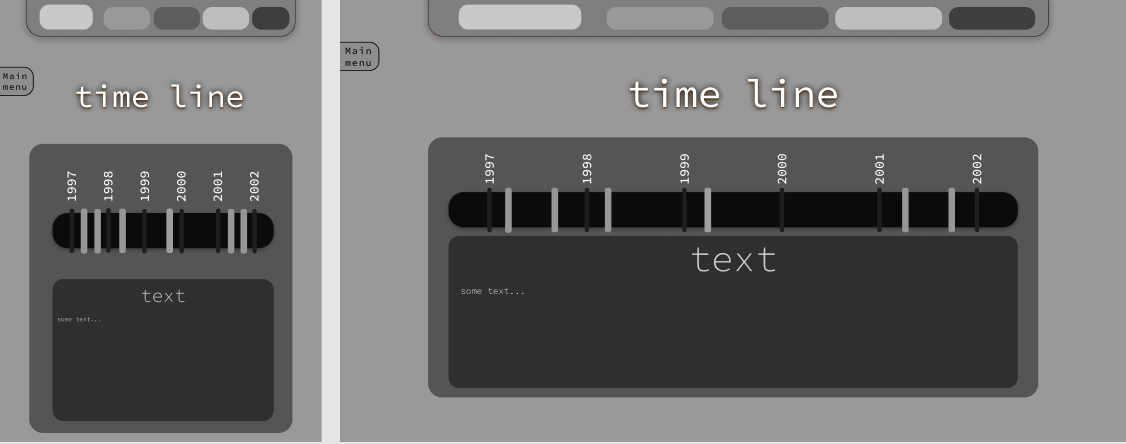 Main
menu
time line
1997
1998
1999
2000
2001
2002
text
some text...
Main
menu
time line
1997
1998
1999
2000
2001
2002
text
some text...